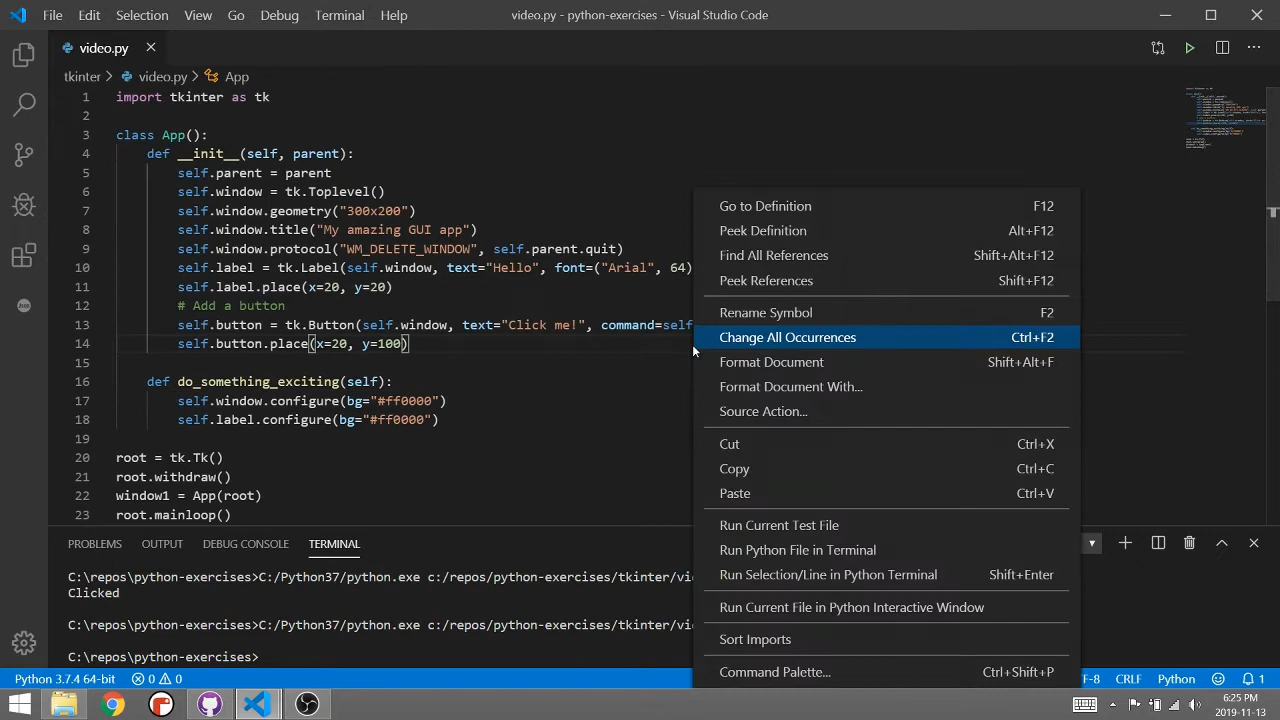 File Edit Selection View Go Debug Terminal Help video.py - python-exercises - Visual Studio Code
video.py
tkinter > video.py > App
1 import tkinter as tk
2
3 class App():
4 def __init__(self, parent):
5 self.parent = parent
6 self.window = tk.Toplevel()
7 self.window.geometry("300x200")
8 self.window.title("My amazing GUI app")
9 self.window.protocol("WM_DELETE_WINDOW", self.parent.quit)
10 self.label = tk.Label(self.window, text="Hello", font=("Arial", 64)
11 self.label.place(x=20, y=20)
12 # Add a button
13 self.button = tk.Button(self.window, text="Click me!", command=self
14 self.button.place(x=20, y=100)
15
16 def do_something_exciting(self):
17 self.window.configure(bg="#ff0000")
18 self.label.configure(bg="#ff0000")
19
20 root = tk.Tk()
21 root.withdraw()
22 window1 = App(root)
23 root.mainloop()
Go to Definition F12
Peek Definition Alt+F12
Find All References Shift+Alt+F12
Peek References Shift+F12
Rename Symbol F2
Change All Occurrences Ctrl+F2
Format Document Shift+Alt+F
Format Document With...
Source Action...
Cut Ctrl+X
Copy Ctrl+C
Paste Ctrl+V
Run Current Test File
Run Python File in Terminal
Run Selection/Line in Python Terminal Shift+Enter
Run Current File in Python Interactive Window
Sort Imports
Command Palette... Ctrl+Shift+P
PROBLEMS OUTPUT DEBUG CONSOLE TERMINAL
C:\repos\python-exercises>C:/Python37/python.exe c:/repos/python-exercises/tkinter/vi
Clicked
C:\repos\python-exercises>C:/Python37/python.exe c:/repos/python-exercises/tkinter/vi
C:\repos\python-exercises>
Python 3.7.4 64-bit 0 0 F-8 CRLF Python 1
6:25 PM
2019-11-13